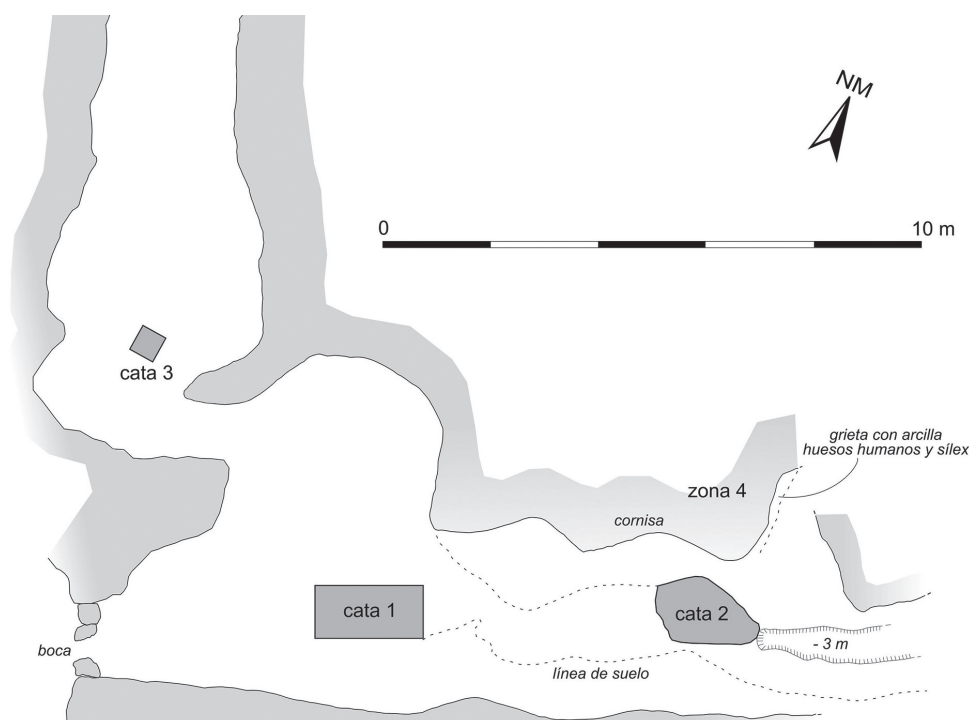 NM
0
10 m
cata 3
grieta con arcilla
huesos humanos y sílex
zona 4
cornisa
cata 1
cata 2
boca
- 3 m
línea de suelo